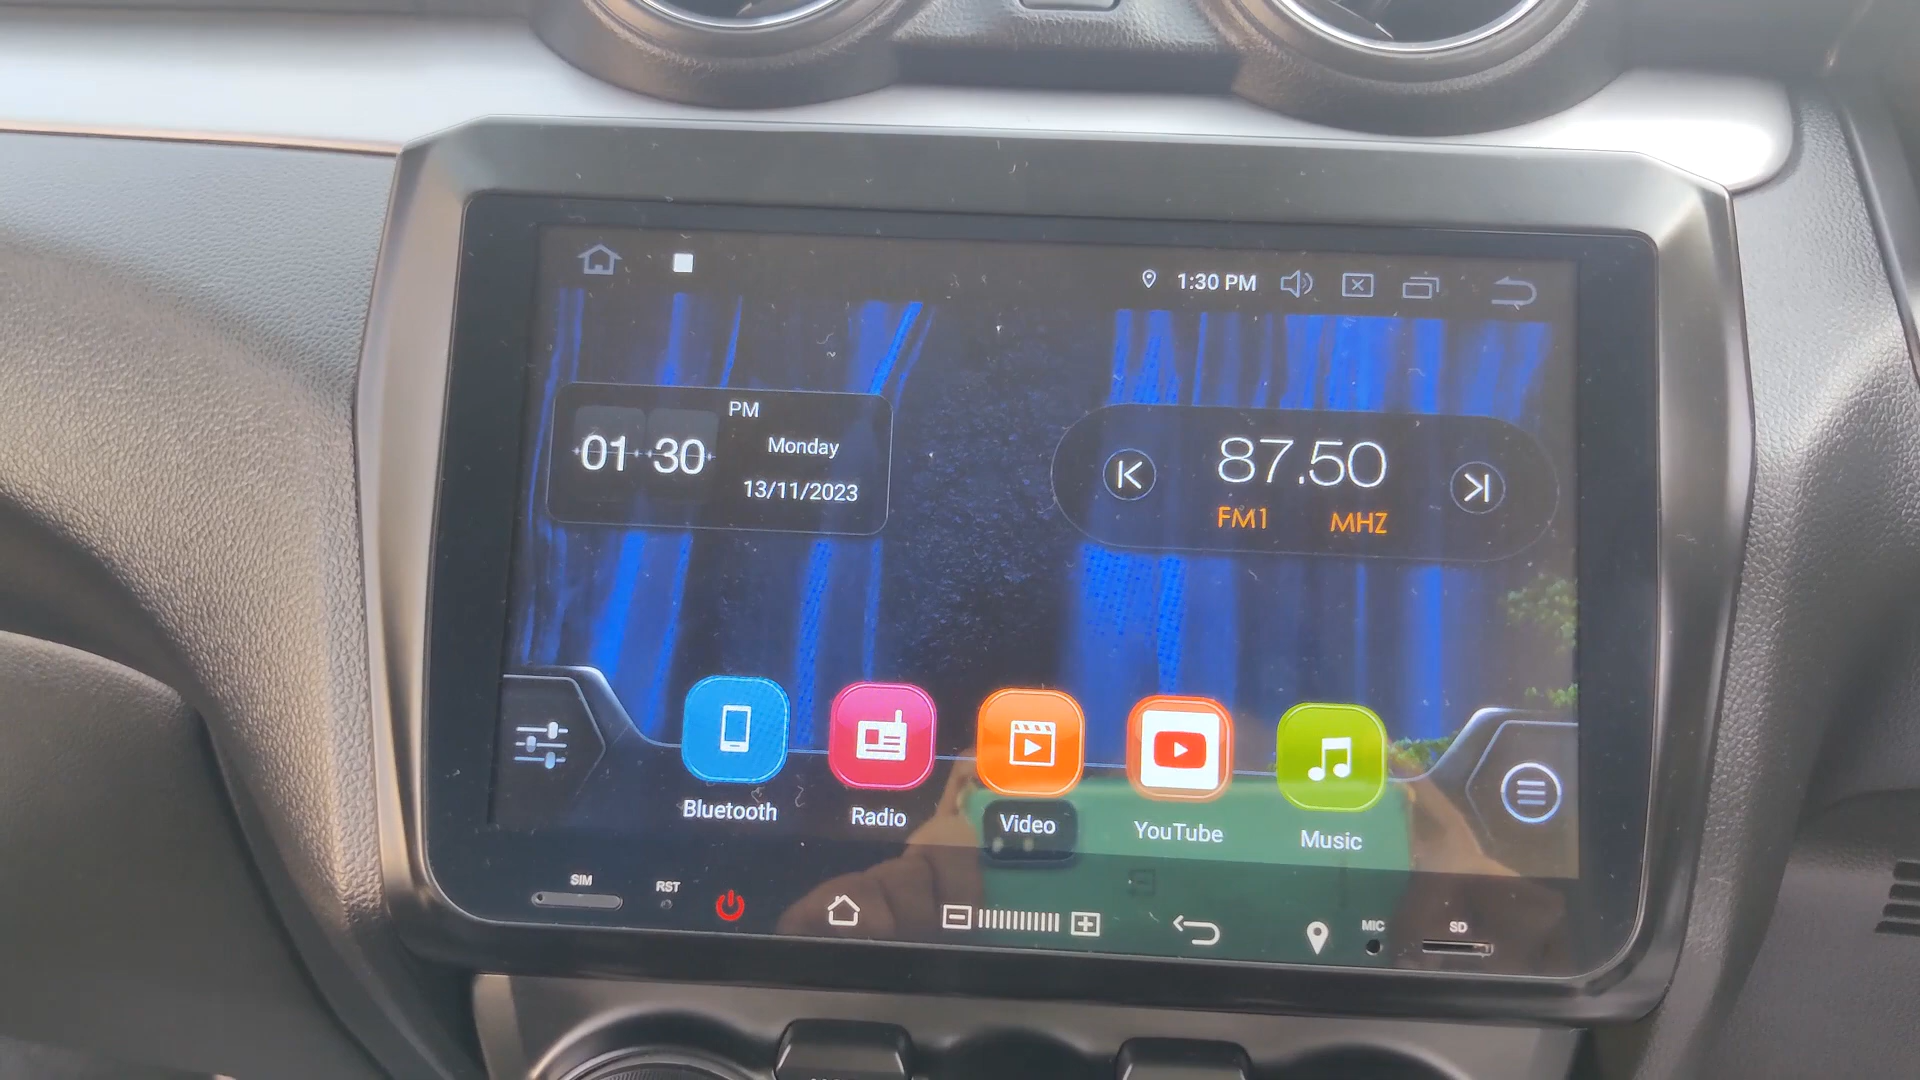 1:30 PM
PM
01 30
Monday
13/11/2023
87.50
FM1 MHZ
Bluetooth
Radio
Video
YouTube
Music
SIM
RST
MIC
SD